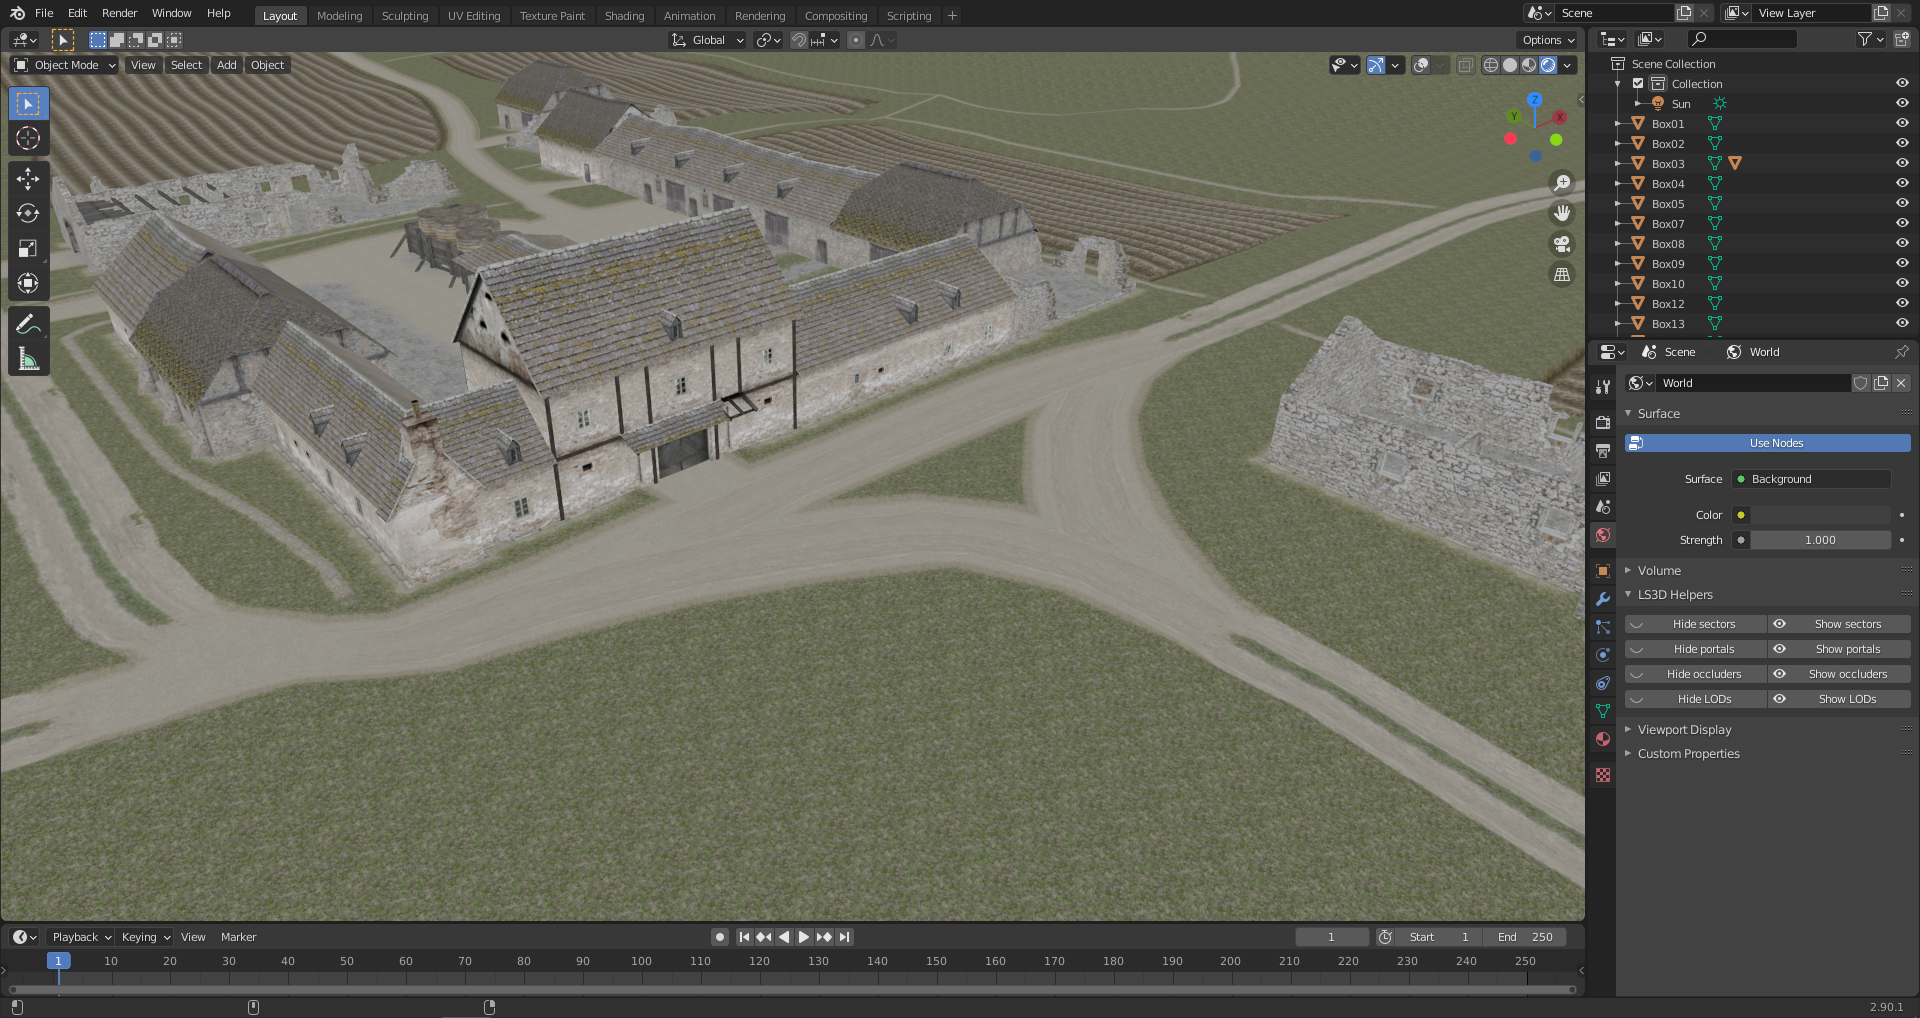 File Edit Render Window Help Layout Modeling Sculpting UV Editing Texture Paint Shading Animation Rendering Compositing Scripting + Scene View Layer
Global Options
Object Mode View Select Add Object
Z
Y X
Scene Collection
Collection
Sun
Box01
Box02
Box03
Box04
Box05
Box07
Box08
Box09
Box10
Box12
Box13
Scene World
World
Surface
Use Nodes
Surface Background
Color
Strength 1.000
Volume
LS3D Helpers
Hide sectors Show sectors
Hide portals Show portals
Hide occluders Show occluders
Hide LODs Show LODs
Viewport Display
Custom Properties
Playback Keying View Marker 1 Start 1 End 250
1 10 20 30 40 50 60 70 80 90 100 110 120 130 140 150 160 170 180 190 200 210 220 230 240 250
2.90.1